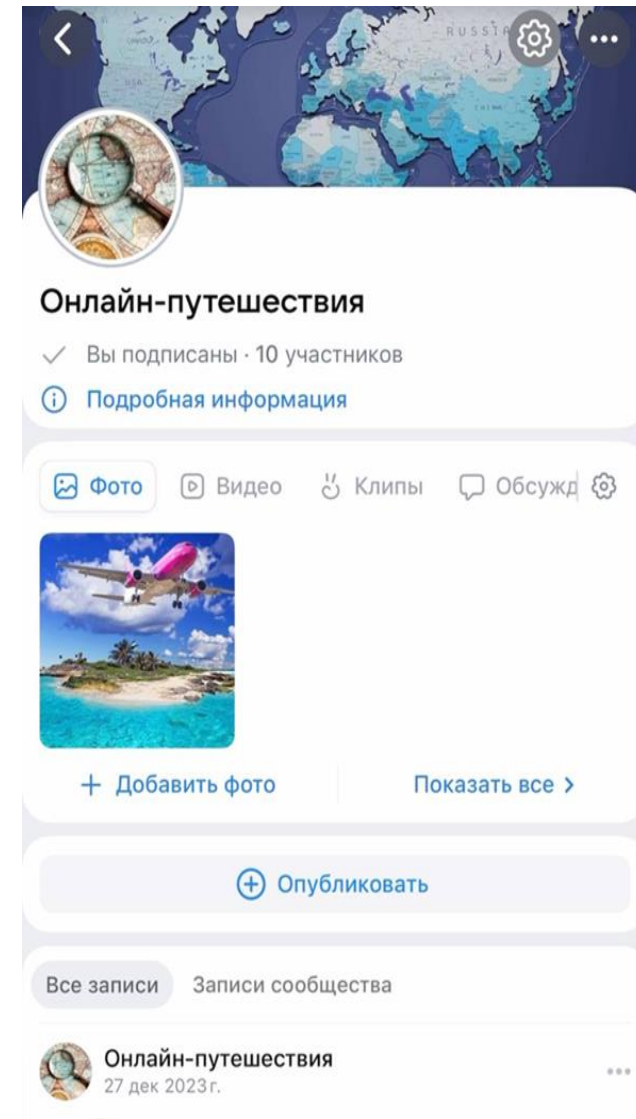 RUSSIA
Онлайн-путешествия
Вы подписаны · 10 участников
Подробная информация
Фото Видео Клипы Обсужд
+ Добавить фото Показать все >
Опубликовать
Все записи Записи сообщества
Онлайн-путешествия
27 дек 2023 г.